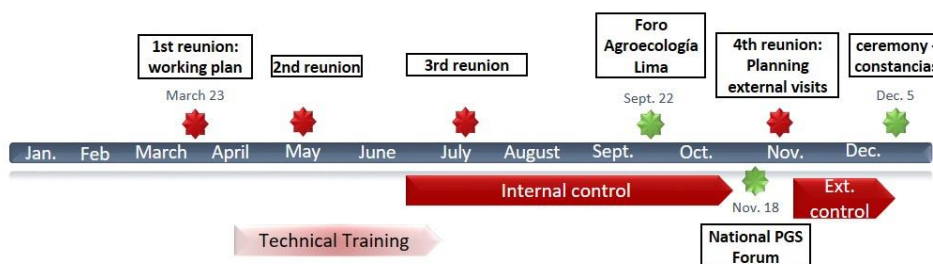 1st reunion:
working plan
March 23
2nd reunion
3rd reunion
Foro
Agroecología
Lima
Sept. 22
4th reunion:
Planning
external visits
ceremony -
constancias
Dec. 5
Jan. Feb March April May June July August Sept. Oct. Nov. Dec.
Internal control
Nov. 18
Ext.
control
Technical Training
National PGS
Forum